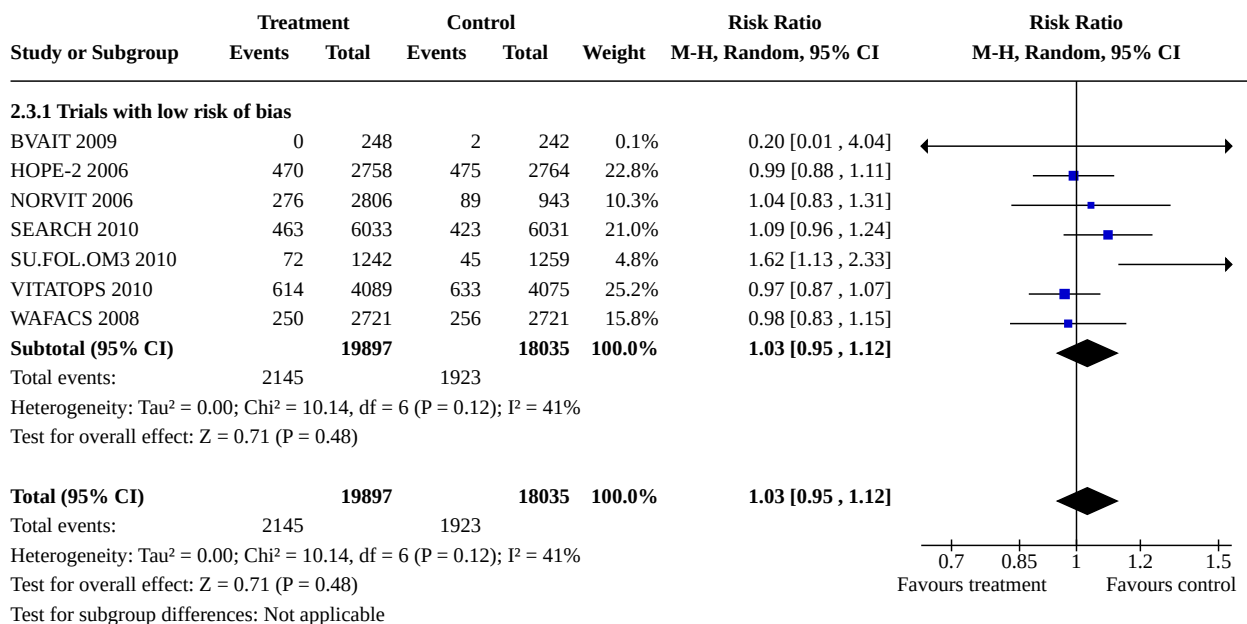 Treatment Control Risk Ratio Risk Ratio
Study or Subgroup Events Total Events Total Weight M-H, Random, 95% CI M-H, Random, 95% CI
2.3.1 Trials with low risk of bias
BVAIT 2009 0 248 2 242 0.1% 0.20 [0.01 , 4.04]
HOPE-2 2006 470 2758 475 2764 22.8% 0.99 [0.88 , 1.11]
NORVIT 2006 276 2806 89 943 10.3% 1.04 [0.83 , 1.31]
SEARCH 2010 463 6033 423 6031 21.0% 1.09 [0.96 , 1.24]
SU.FOL.OM3 2010 72 1242 45 1259 4.8% 1.62 [1.13 , 2.33]
VITATOPS 2010 614 4089 633 4075 25.2% 0.97 [0.87 , 1.07]
WAFACS 2008 250 2721 256 2721 15.8% 0.98 [0.83 , 1.15]
Subtotal (95% CI) 19897 18035 100.0% 1.03 [0.95 , 1.12]
Total events: 2145 1923
Heterogeneity: Tau² = 0.00; Chi² = 10.14, df = 6 (P = 0.12); I² = 41%
Test for overall effect: Z = 0.71 (P = 0.48)
Total (95% CI) 19897 18035 100.0% 1.03 [0.95 , 1.12]
Total events: 2145 1923
Heterogeneity: Tau² = 0.00; Chi² = 10.14, df = 6 (P = 0.12); I² = 41%
0.7 0.85 1 1.2 1.5
Test for overall effect: Z = 0.71 (P = 0.48) Favours treatment Favours control
Test for subgroup differences: Not applicable